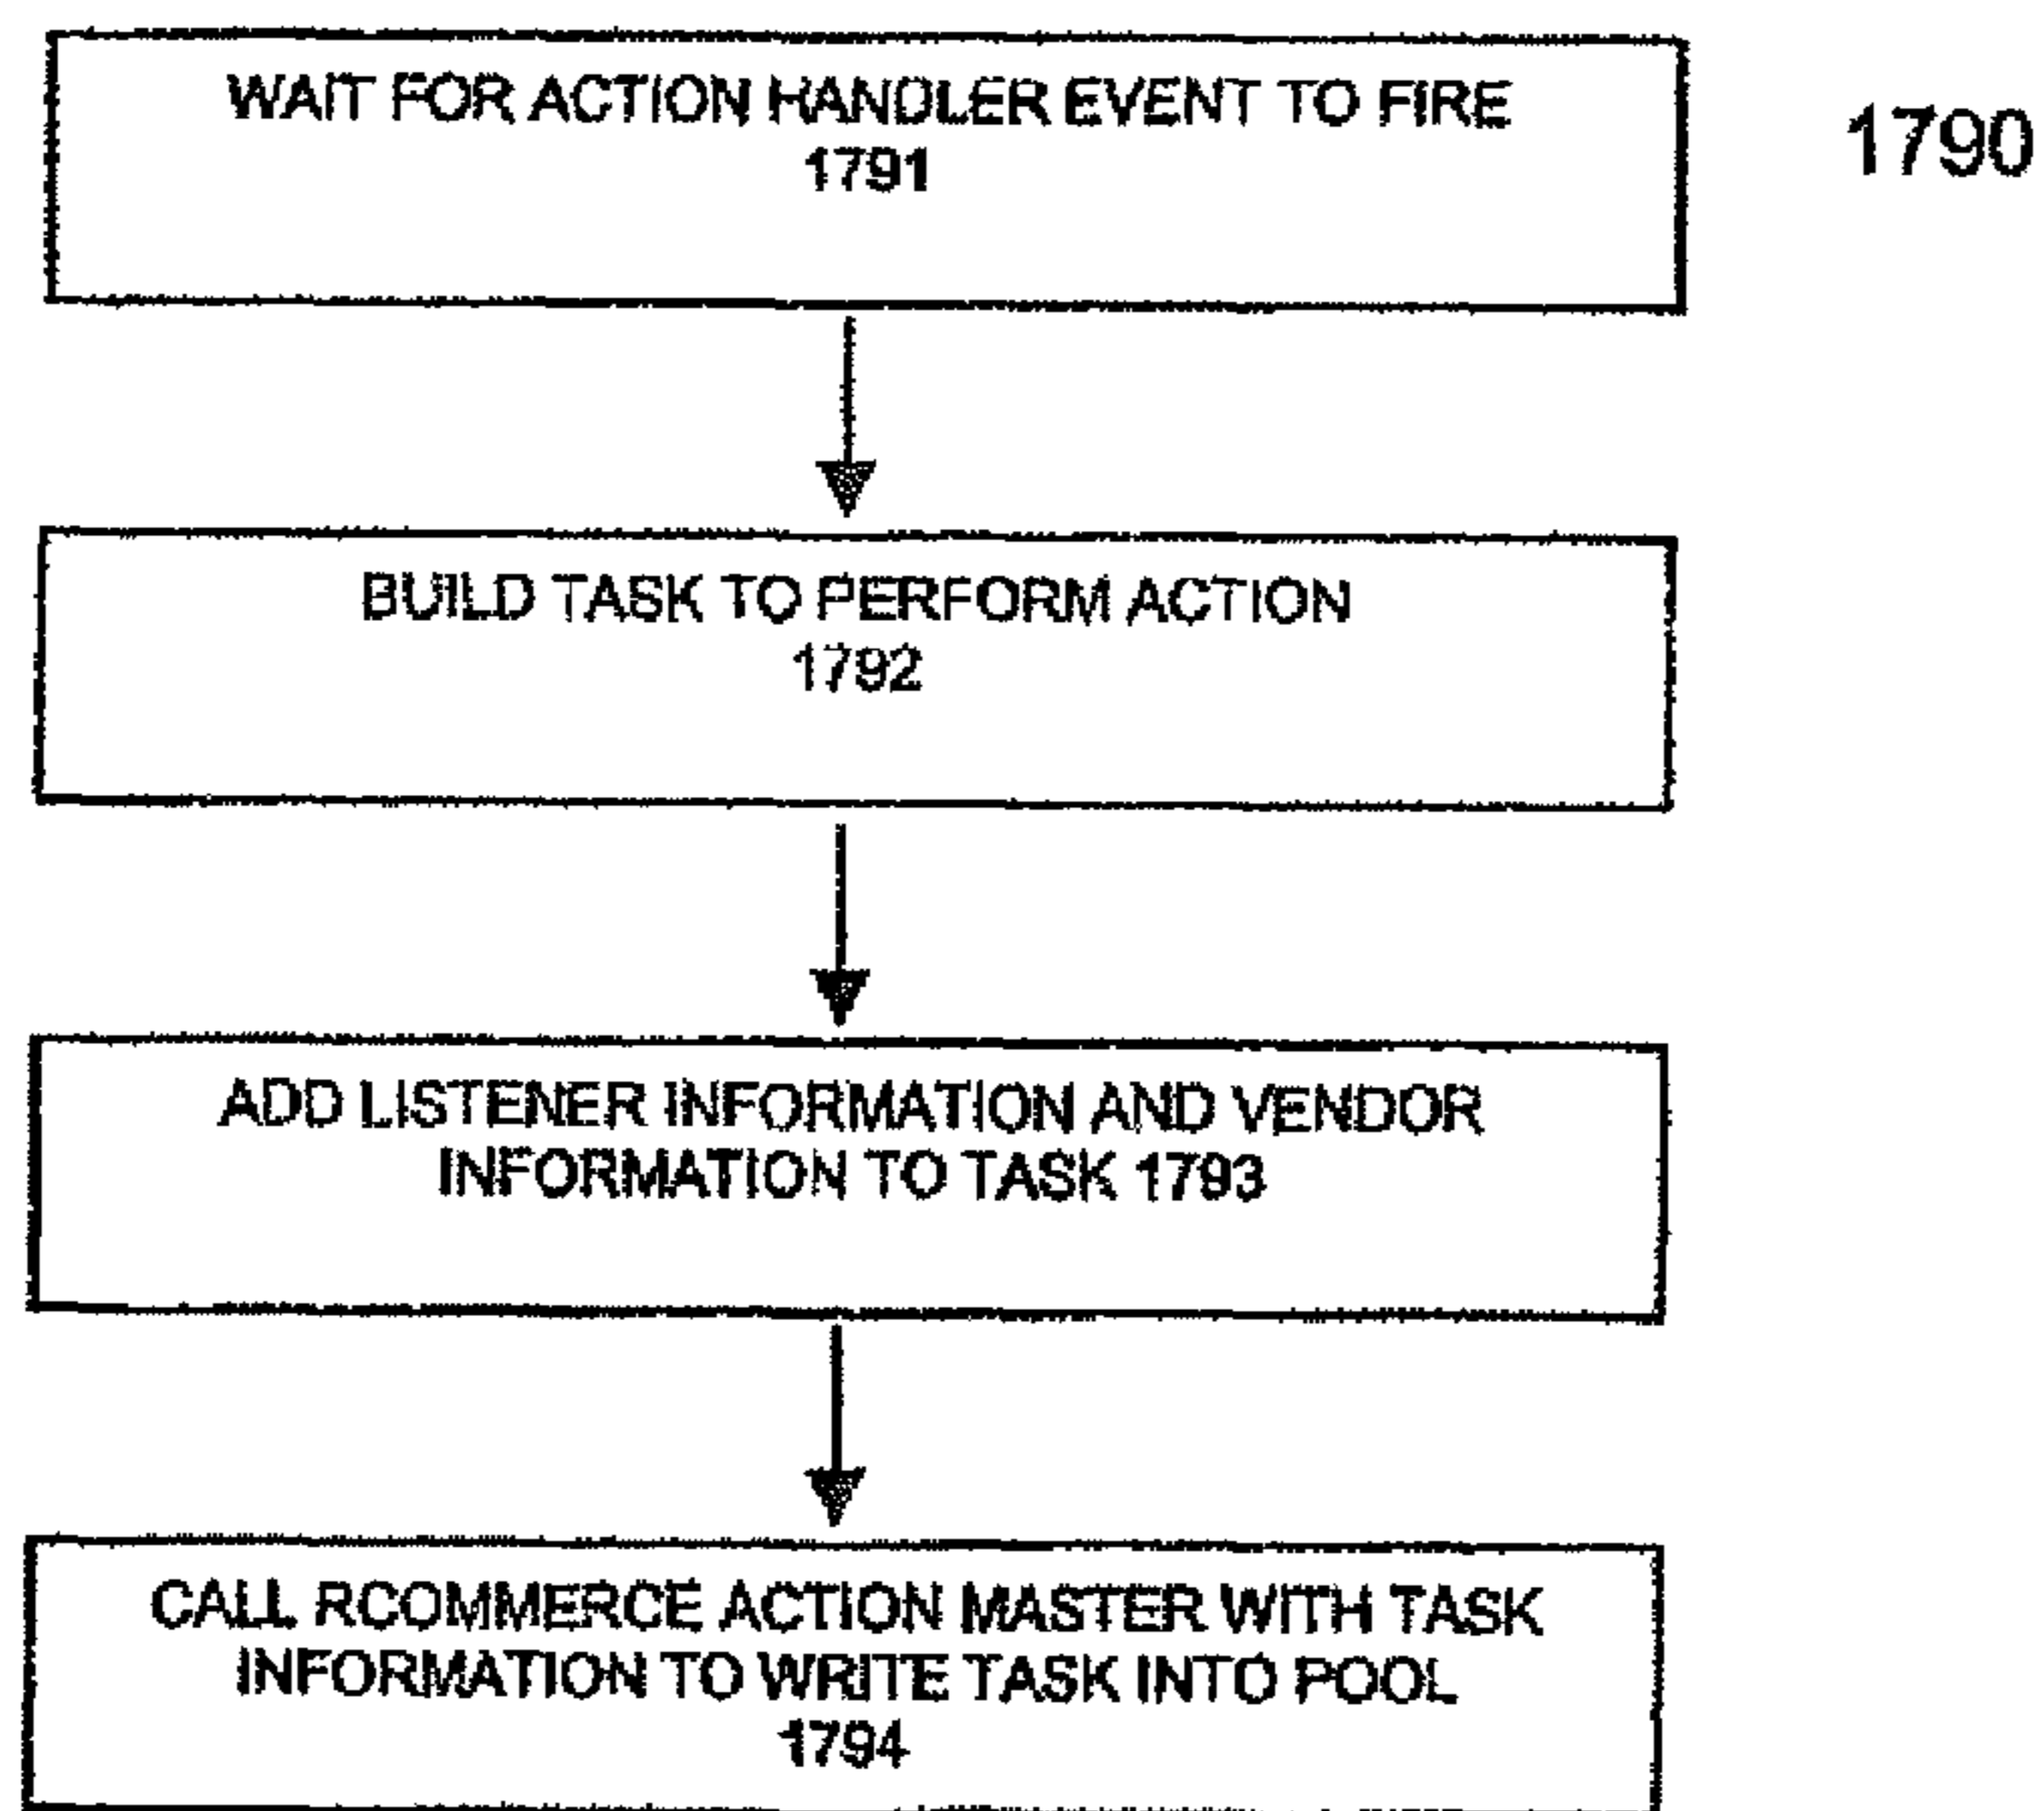 WAIT FOR ACTION HANDLER EVENT TO FIRE
1791
1790
BUILD TASK TO PERFORM ACTION
1792
ADD LISTENER INFORMATION AND VENDOR
INFORMATION TO TASK 1793
CALL RCOMMERCE ACTION MASTER WITH TASK
INFORMATION TO WRITE TASK INTO POOL
1794